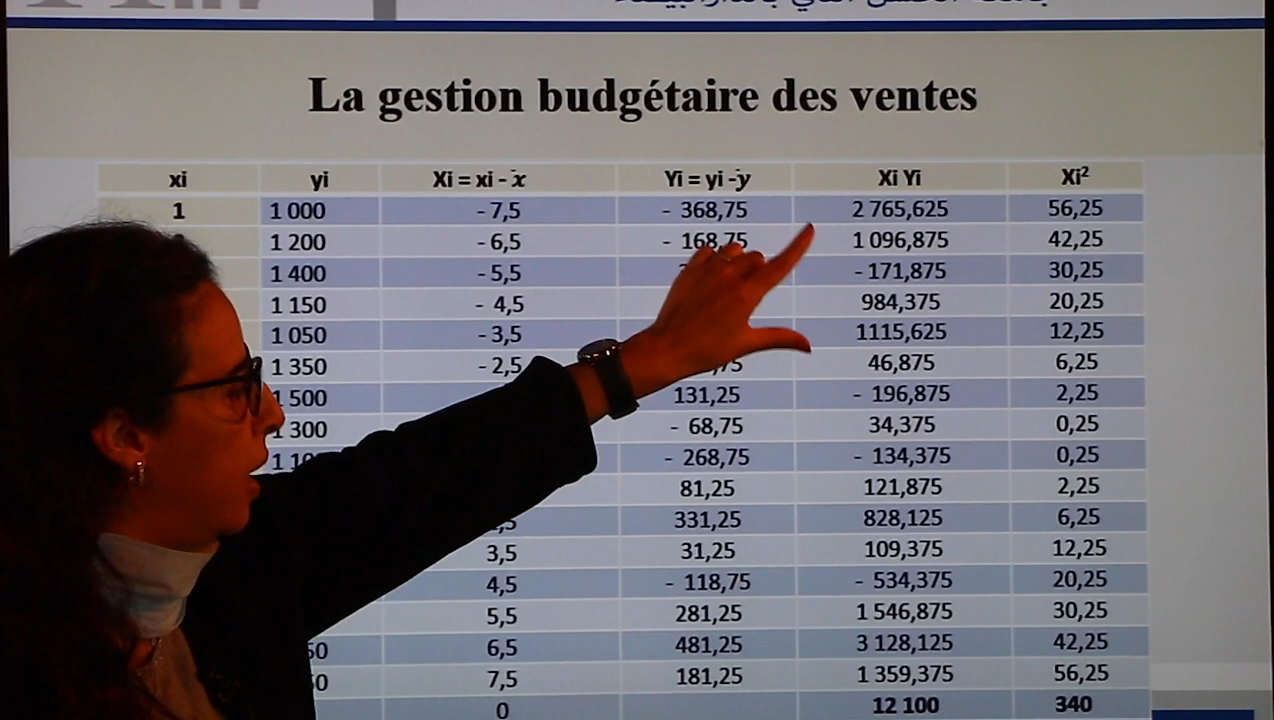 La gestion budgétaire des ventes
xi yi Xi = xi - x̄ Yi = yi - ȳ Xi Yi Xi²
1 1 000 - 7,5 - 368,75 2 765,625 56,25
1 200 - 6,5 - 168,75 1 096,875 42,25
1 400 - 5,5 - 171,875 30,25
1 150 - 4,5 984,375 20,25
1 050 - 3,5 1115,625 12,25
1 350 - 2,5 46,875 6,25
1 500 131,25 - 196,875 2,25
1 300 - 68,75 34,375 0,25
- 268,75 - 134,375 0,25
81,25 121,875 2,25
331,25 828,125 6,25
3,5 31,25 109,375 12,25
4,5 - 118,75 - 534,375 20,25
5,5 281,25 1 546,875 30,25
6,5 481,25 3 128,125 42,25
7,5 181,25 1 359,375 56,25
0 12 100 340